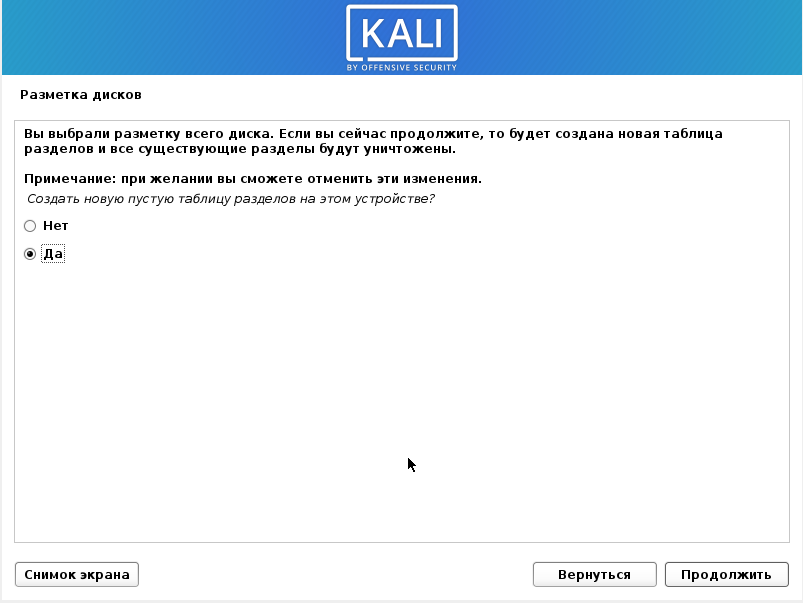 KALI
BY OFFENSIVE SECURITY
Разметка дисков
Вы выбрали разметку всего диска. Если вы сейчас продолжите, то будет создана новая таблица
разделов и все существующие разделы будут уничтожены.
Примечание: при желании вы сможете отменить эти изменения.
Создать новую пустую таблицу разделов на этом устройстве?
Нет
Да
Снимок экрана
Вернуться
Продолжить